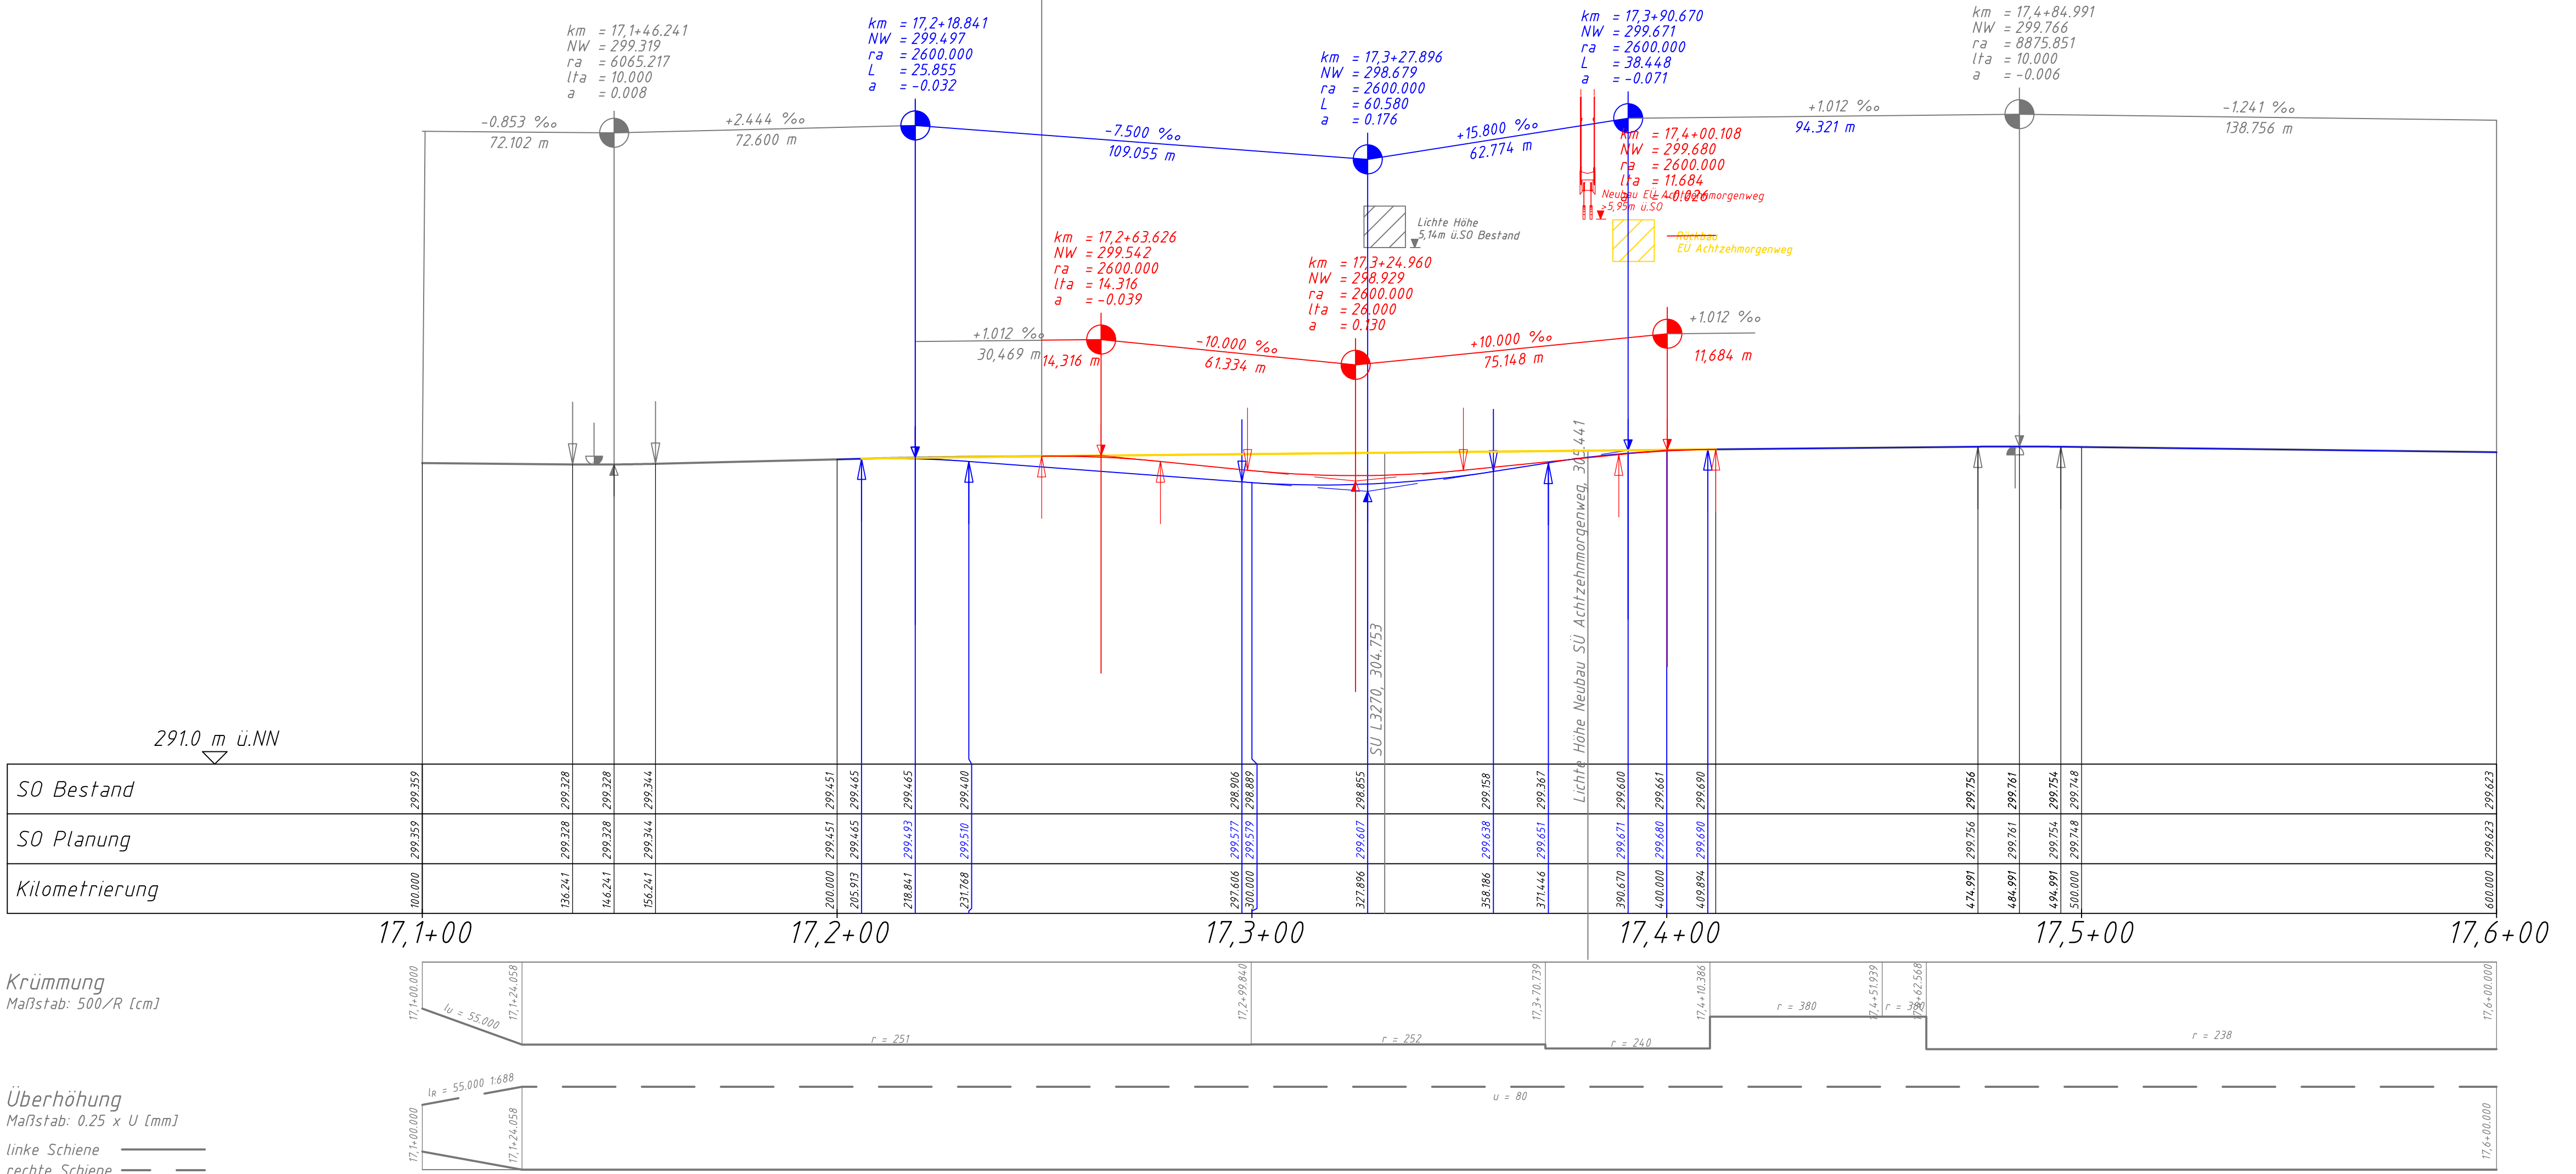 km = 17,1+46.241
NW = 299.319
ra = 6065.217
lta = 10.000
a = 0.008
km = 17,2+18.841
NW = 299.497
ra = 2600.000
L = 25.855
a = -0.032
km = 17,3+27.896
NW = 298.679
ra = 2600.000
L = 60.580
a = 0.176
km = 17,3+90.670
NW = 299.671
ra = 2600.000
L = 38.448
a = -0.071
km = 17,4+84.991
NW = 299.766
ra = 8875.851
lta = 10.000
a = -0.006
-0.853 ‰
72.102 m
+2.444 ‰
72.600 m
-7.500 ‰
109.055 m
+15.800 ‰
62.774 m
+1.012 ‰
94.321 m
-1.241 ‰
138.756 m
km = 17,4+00.108
NW = 299.680
ra = 2600.000
lta = 11.684
a = -0.026
Neubau EÜ Achtzehnmorgenweg
>5,95m ü.SO
Lichte Höhe
5,14m ü.SO Bestand
Rückbau
EÜ Achtzehmorgenweg
km = 17,2+63.626
NW = 299.542
ra = 2600.000
lta = 14.316
a = -0.039
km = 17,3+24.960
NW = 298.929
ra = 2600.000
lta = 26.000
a = 0.130
+1.012 ‰
30,469 m
14,316 m
-10.000 ‰
61.334 m
+10.000 ‰
75.148 m
+1.012 ‰
11,684 m
SU L3270, 304.753
Lichte Höhe Neubau SÜ Achtzehnmorgenweg, 305.441
291.0 m ü.NN
SO Bestand
299.359
299.328
299.328
299.344
299.451
299.465
299.465
299.400
298.906
298.889
298.855
299.158
299.367
299.600
299.661
299.690
299.756
299.761
299.754
299.748
299.623
SO Planung
299.359
299.328
299.328
299.344
299.451
299.465
299.493
299.510
299.577
299.579
299.607
299.638
299.651
299.671
299.680
299.690
299.756
299.761
299.754
299.748
299.623
Kilometrierung
100.000
136.241
146.241
156.241
200.000
205.913
218.841
231.768
297.606
300.000
327.896
358.186
371.446
390.670
400.000
409.894
474.991
484.991
494.991
500.000
600.000
17,1+00
17,2+00
17,3+00
17,4+00
17,5+00
17,6+00
Krümmung
Maßstab: 500/R [cm]
17,1+00.000
lu = 55.000
17,1+24.058
r = 251
17,2+99.840
r = 252
17,3+70.739
r = 240
17,4+10.386
r = 380
17,4+51.939
r = 380
17,4+62.568
r = 238
17,6+00.000
Überhöhung
Maßstab: 0.25 x U [mm]
17,1+00.000
lR = 55.000 1:688
17,1+24.058
u = 80
17,6+00.000
linke Schiene
rechte Schiene